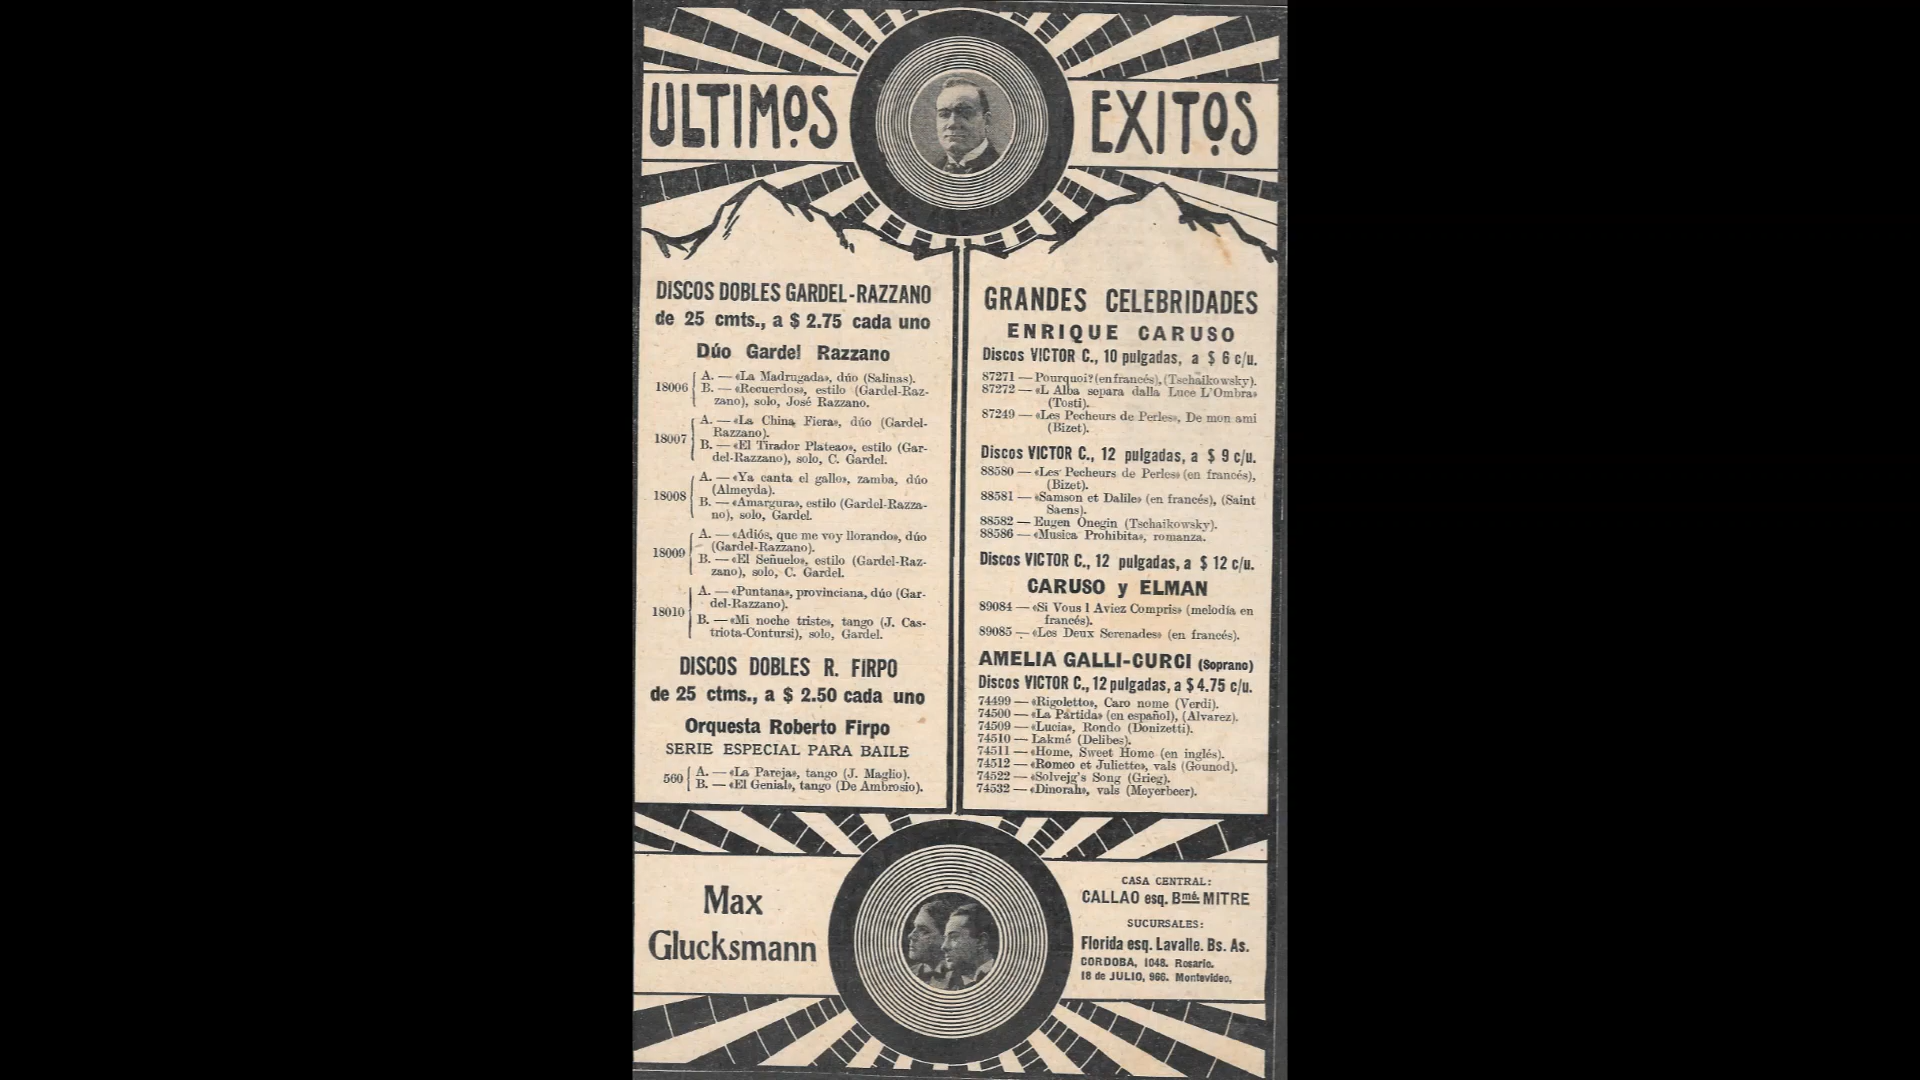 ULTIMOS EXITOS
DISCOS DOBLES GARDEL-RAZZANO
de 25 cmts., a $ 2.75 cada uno
Dúo Gardel Razzano
18006
A. — «La Madrugada», dúo (Salinas).
B. — «Recuerdos», estilo (Gardel-Raz-
zano), solo, José Razzano.
18007
A. — «La China Fiera», dúo (Gardel-
Razzano).
B. — «El Tirador Plateao», estilo (Gar-
del-Razzano), solo, C. Gardel.
18008
A. — «Ya canta el gallo», zamba, dúo
(Almeyda).
B. — «Amargura», estilo (Gardel-Razza-
no), solo, Gardel.
18009
A. — «Adiós, que me voy llorando», dúo
(Gardel-Razzano).
B. — «El Señuelo», estilo (Gardel-Raz-
zano), solo, C. Gardel.
18010
A. — «Puntana», provinciana, dúo (Gar-
del-Razzano).
B. — «Mi noche triste», tango (J. Cas-
triota-Contursi), solo, Gardel.
DISCOS DOBLES R. FIRPO
de 25 ctms., a $ 2.50 cada uno
Orquesta Roberto Firpo
SERIE ESPECIAL PARA BAILE
560
A. — «La Pareja», tango (J. Maglio).
B. — «El Genial», tango (De Ambrosio).
GRANDES CELEBRIDADES
ENRIQUE CARUSO
Discos VICTOR C., 10 pulgadas, a $ 6 c/u.
87271 — Pourquoi? (en francés), (Tschaikowsky).
87272 — «L Alba separa dalla Luce L'Ombra»
(Tosti).
87249 — «Les Pecheurs de Perles», De mon ami
(Bizet).
Discos VICTOR C., 12 pulgadas, a $ 9 c/u.
88580 — «Les Pecheurs de Perles» (en francés),
(Bizet).
88581 — «Samson et Dalile» (en francés), (Saint
Saens).
88582 — Eugen Onegin (Tschaikowsky).
88586 — «Musica Prohibita», romanza.
Discos VICTOR C., 12 pulgadas, a $ 12 c/u.
CARUSO y ELMAN
89084 — «Si Vous l Aviez Compris» (melodía en
francés).
89085 — «Les Deux Serenades» (en francés).
AMELIA GALLI-CURCI (Soprano)
Discos VICTOR C., 12 pulgadas, a $ 4.75 c/u.
74499 — «Rigoletto», Caro nome (Verdi).
74500 — «La Partida» (en español), (Alvarez).
74509 — «Lucia», Rondo (Donizetti).
74510 — Lakmé (Delibes).
74511 — «Home, Sweet Home (en inglés).
74512 — «Romeo et Juliette», vals (Gounod).
74522 — «Solvejg's Song (Grieg).
74532 — «Dinorah», vals (Meyerbeer).
Max
Glucksmann
CASA CENTRAL:
CALLAO esq. Bmé. MITRE
SUCURSALES:
Florida esq. Lavalle. Bs. As.
CORDOBA, 1048. Rosario.
18 de JULIO, 966. Montevideo.